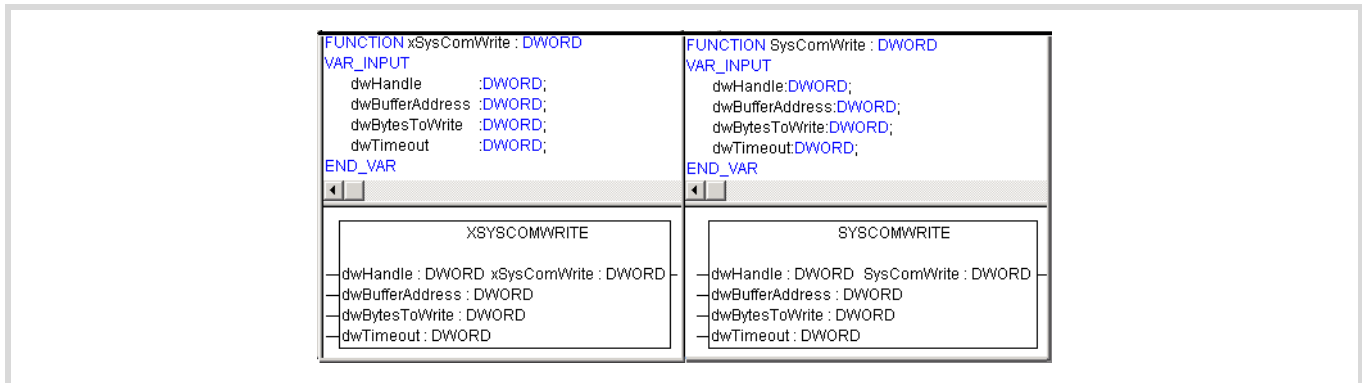 FUNCTION xSysComWrite : DWORD
VAR_INPUT
dwHandle :DWORD;
dwBufferAddress :DWORD;
dwBytesToWrite :DWORD;
dwTimeout :DWORD;
END_VAR
XSYSCOMWRITE
dwHandle : DWORD xSysComWrite : DWORD
dwBufferAddress : DWORD
dwBytesToWrite : DWORD
dwTimeout : DWORD
FUNCTION SysComWrite : DWORD
VAR_INPUT
dwHandle:DWORD;
dwBufferAddress:DWORD;
dwBytesToWrite:DWORD;
dwTimeout:DWORD;
END_VAR
SYSCOMWRITE
dwHandle : DWORD SysComWrite : DWORD
dwBufferAddress : DWORD
dwBytesToWrite : DWORD
dwTimeout : DWORD